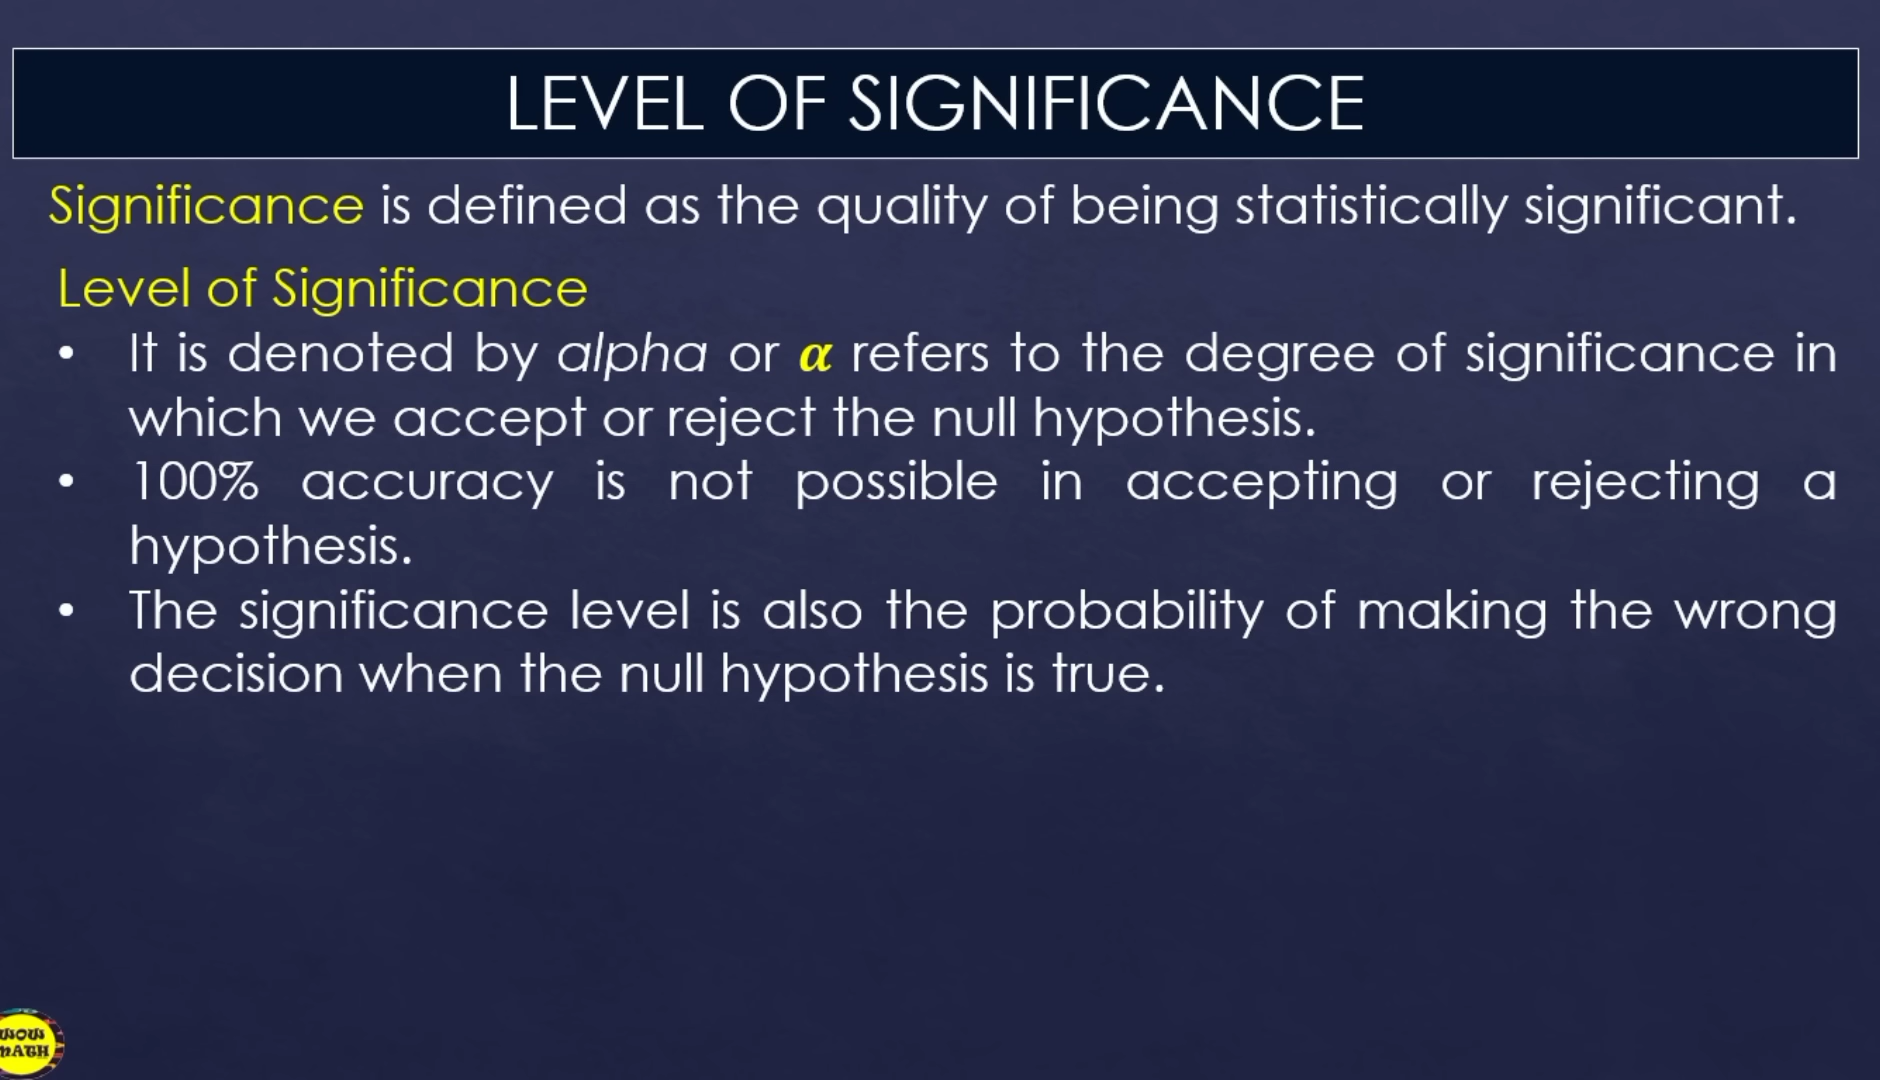 LEVEL OF SIGNIFICANCE
Significance is defined as the quality of being statistically significant.
Level of Significance
• It is denoted by alpha or α refers to the degree of significance in
which we accept or reject the null hypothesis.
• 100% accuracy is not possible in accepting or rejecting a
hypothesis.
• The significance level is also the probability of making the wrong
decision when the null hypothesis is true.
WOW
MATH